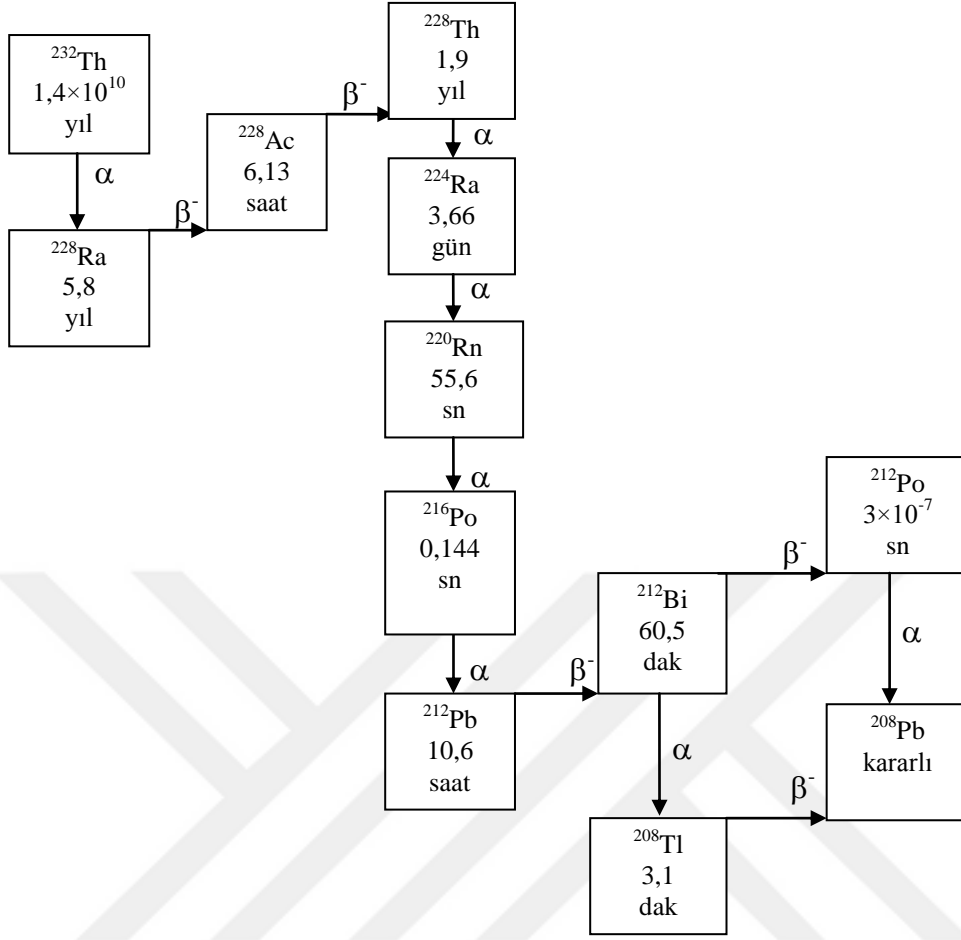 ²³²Th
1,4×10¹⁰
yıl
α
²²⁸Ra
5,8
yıl
β⁻
²²⁸Ac
6,13
saat
β⁻
²²⁸Th
1,9
yıl
α
²²⁴Ra
3,66
gün
α
²²⁰Rn
55,6
sn
α
²¹⁶Po
0,144
sn
α
²¹²Pb
10,6
saat
β⁻
²¹²Bi
60,5
dak
β⁻
²¹²Po
3×10⁻⁷
sn
α
α
²⁰⁸Tl
3,1
dak
β⁻
²⁰⁸Pb
kararlı